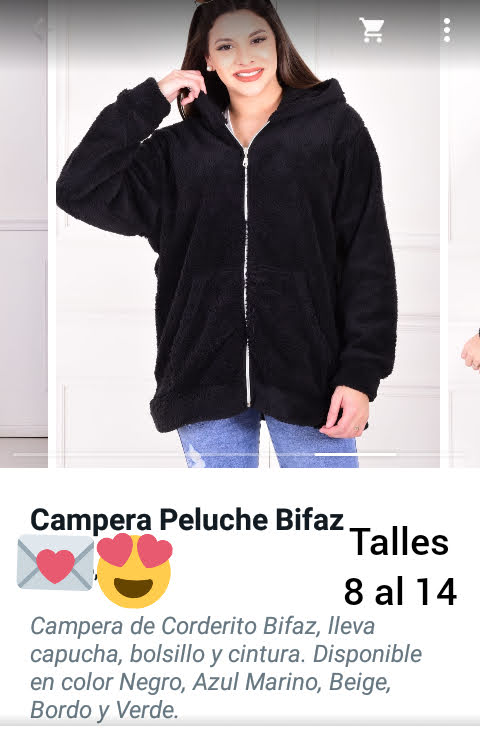 Campera Peluche Bifaz
Talles
8 al 14
Campera de Corderito Bifaz, lleva
capucha, bolsillo y cintura. Disponible
en color Negro, Azul Marino, Beige,
Bordo y Verde.